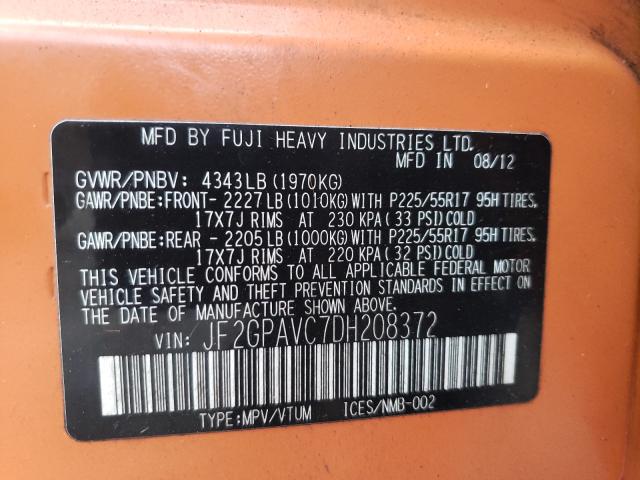 MFD BY FUJI HEAVY INDUSTRIES LTD.
MFD IN 08/12
GVWR/PNBV: 4343LB (1970KG)
GAWR/PNBE:FRONT- 2227LB (1010KG) WITH P225/55R17 95H TIRES,
17X7J RIMS AT 230 KPA (33 PSI) COLD
GAWR/PNBE:REAR - 2205LB (1000KG) WITH P225/55R17 95H TIRES,
17X7J RIMS AT 220 KPA (32 PSI) COLD
THIS VEHICLE CONFORMS TO ALL APPLICABLE FEDERAL MOTOR
VEHICLE SAFETY AND THEFT PREVENTION STANDARDS IN EFFECT ON
THE DATE OF MANUFACTURE SHOWN ABOVE.
VIN: JF2GPAVC7DH208372
TYPE:MPV/VTUM ICES/NMB-002